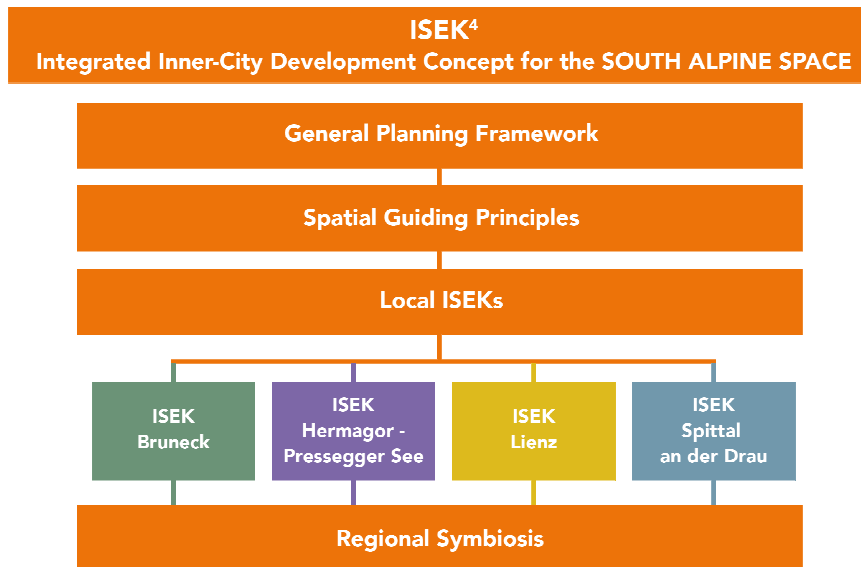 ISEK⁴
Integrated Inner-City Development Concept for the SOUTH ALPINE SPACE
General Planning Framework
Spatial Guiding Principles
Local ISEKs
ISEK
Bruneck
ISEK
Hermagor -
Pressegger See
ISEK
Lienz
ISEK
Spittal
an der Drau
Regional Symbiosis